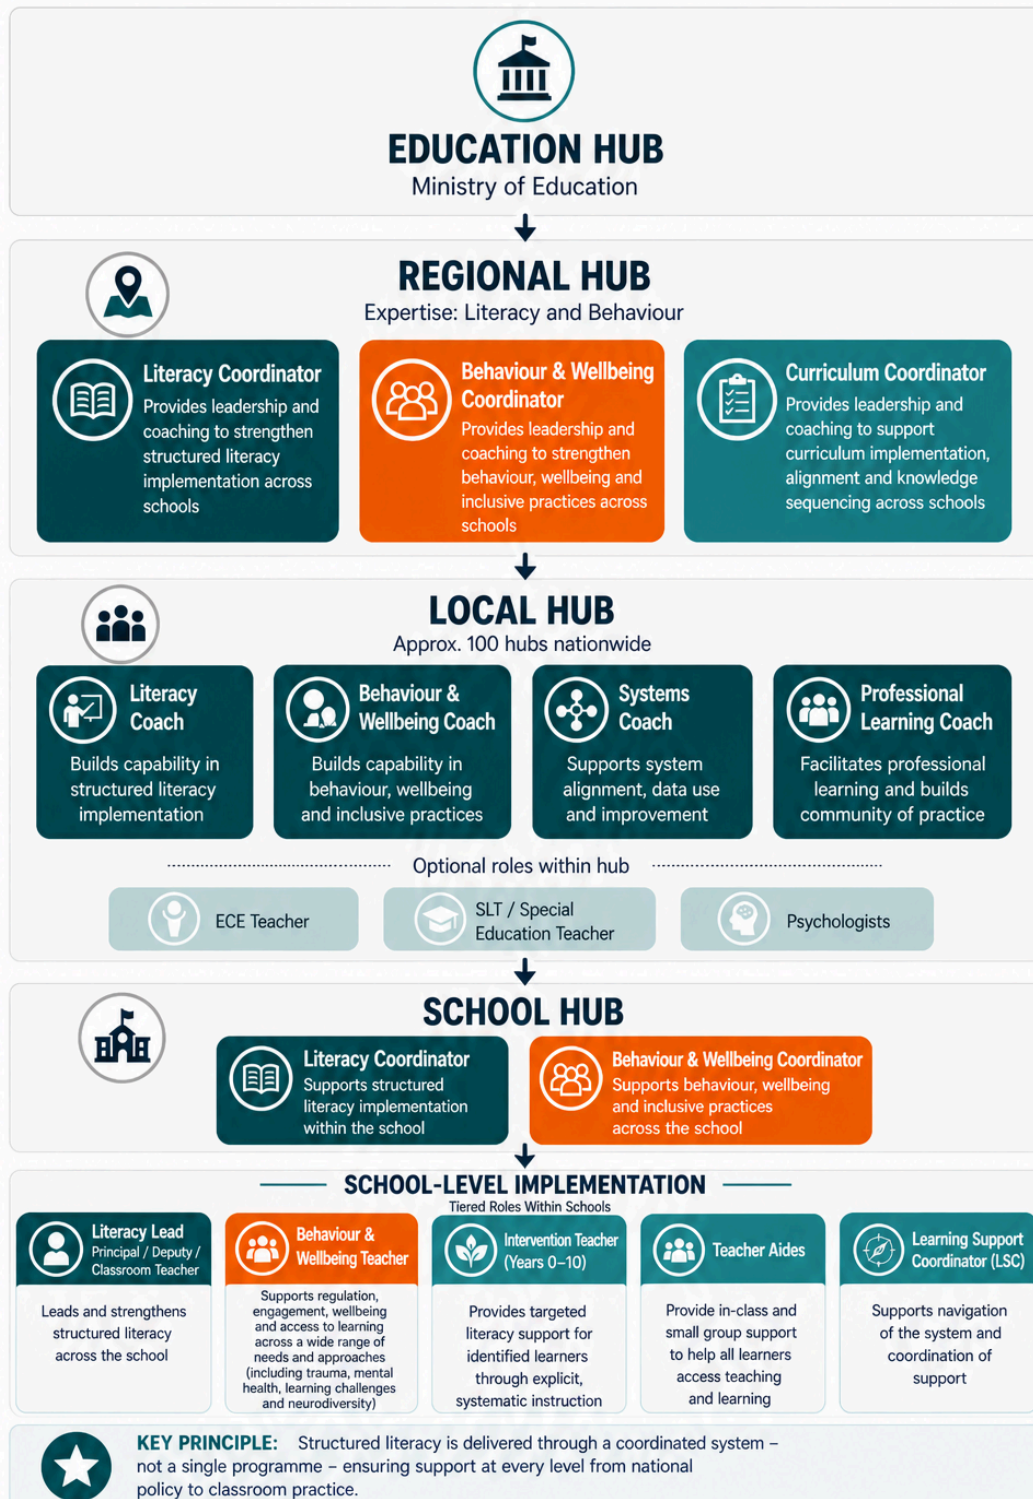 EDUCATION HUB
Ministry of Education
REGIONAL HUB
Expertise: Literacy and Behaviour
Literacy Coordinator
Provides leadership and
coaching to strengthen
structured literacy
implementation across
schools
Behaviour & Wellbeing
Coordinator
Provides leadership and
coaching to strengthen
behaviour, wellbeing and
inclusive practices across
schools
Curriculum Coordinator
Provides leadership and
coaching to support
curriculum implementation,
alignment and knowledge
sequencing across schools
LOCAL HUB
Approx. 100 hubs nationwide
Literacy
Coach
Builds capability in
structured literacy
implementation
Behaviour &
Wellbeing Coach
Builds capability in
behaviour, wellbeing
and inclusive practices
Systems
Coach
Supports system
alignment, data use
and improvement
Professional
Learning Coach
Facilitates professional
learning and builds
community of practice
Optional roles within hub
ECE Teacher
SLT / Special
Education Teacher
Psychologists
SCHOOL HUB
Literacy Coordinator
Supports structured
literacy implementation
within the school
Behaviour & Wellbeing Coordinator
Supports behaviour, wellbeing
and inclusive practices
across the school
SCHOOL-LEVEL IMPLEMENTATION
Tiered Roles Within Schools
Literacy Lead
Principal / Deputy /
Classroom Teacher
Leads and strengthens
structured literacy
across the school
Behaviour &
Wellbeing Teacher
Supports regulation,
engagement, wellbeing
and access to learning
across a wide range of
needs and approaches
(including trauma, mental
health, learning challenges
and neurodiversity)
Intervention Teacher
(Years 0–10)
Provides targeted
literacy support for
identified learners
through explicit,
systematic instruction
Teacher Aides
Provide in-class and
small group support
to help all learners
access teaching
and learning
Learning Support
Coordinator (LSC)
Supports navigation
of the system and
coordination of
support
KEY PRINCIPLE: Structured literacy is delivered through a coordinated system –
not a single programme – ensuring support at every level from national
policy to classroom practice.